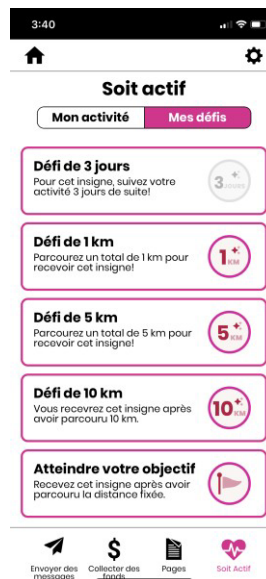 3:40
Soit actif
Mon activité
Mes défis
Défi de 3 jours
Pour cet insigne, suivez votre
activité 3 jours de suite!
3 JOURS
Défi de 1 km
Parcourez un total de 1 km pour
recevoir cet insigne!
1 KM
Défi de 5 km
Parcourez un total de 5 km pour
recevoir cet insigne!
5 KM
Défi de 10 km
Vous recevrez cet insigne après
avoir parcouru 10 km.
10 KM
Atteindre votre objectif
Recevez cet insigne après avoir
parcouru la distance fixée.
Envoyer des
messages
Collecter des
fonds
Pages
Soit Actif